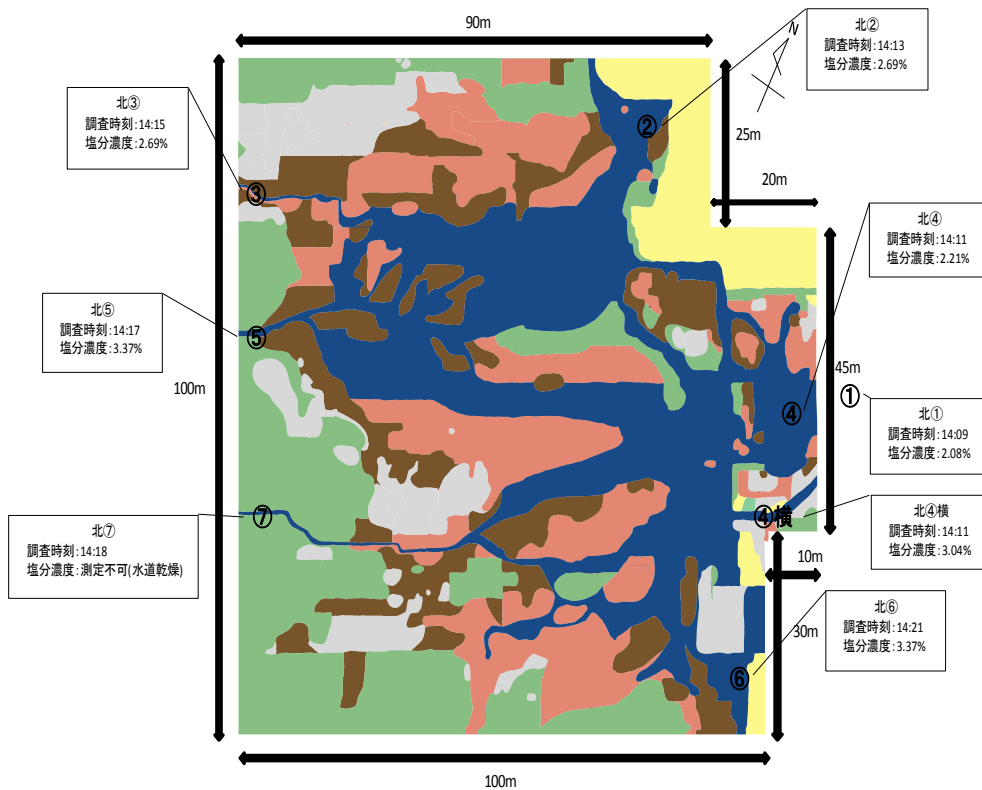 90m
N
北②
調査時刻:14:13
塩分濃度:2.69%
北③
調査時刻:14:15
塩分濃度:2.69%
②
25m
20m
③
北④
調査時刻:14:11
塩分濃度:2.21%
北⑤
調査時刻:14:17
塩分濃度:3.37%
⑤
100m
45m
①
④
北①
調査時刻:14:09
塩分濃度:2.08%
⑦
④横
北④横
調査時刻:14:11
塩分濃度:3.04%
北⑦
調査時刻:14:18
塩分濃度:測定不可(水道乾燥)
10m
北⑥
調査時刻:14:21
塩分濃度:3.37%
30m
⑥
100m